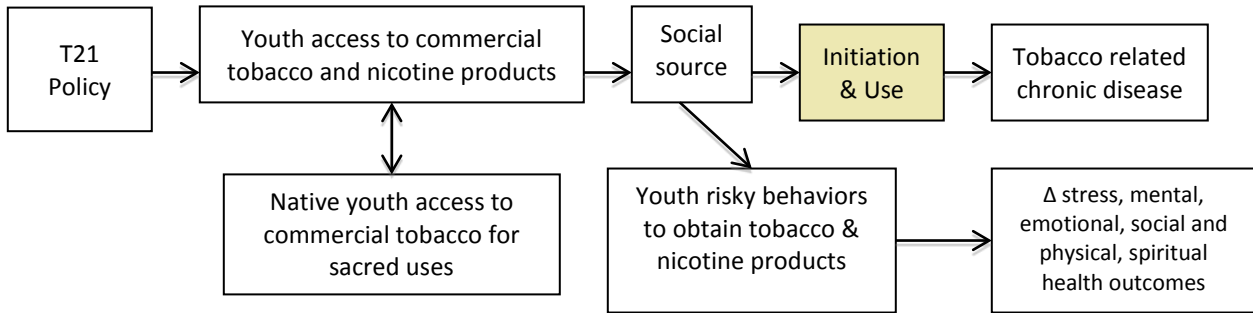 T21
Policy
Youth access to commercial
tobacco and nicotine products
Social
source
Initiation
& Use
Tobacco related
chronic disease
Native youth access to
commercial tobacco for
sacred uses
Youth risky behaviors
to obtain tobacco &
nicotine products
Δ stress, mental,
emotional, social and
physical, spiritual
health outcomes